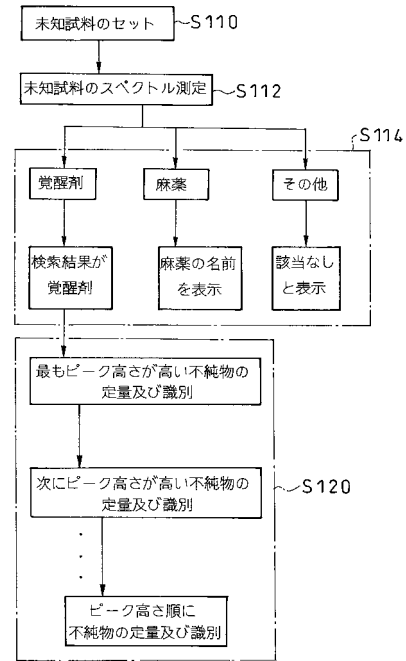 未知試料のセット
S110
未知試料のスペクトル測定
S112
S114
覚醒剤
麻薬
その他
検索結果が
覚醒剤
麻薬の名前
を表示
該当なし
と表示
最もピーク高さが高い不純物の
定量及び識別
次にピーク高さが高い不純物の
定量及び識別
S120
ピーク高さ順に
不純物の定量及び識別